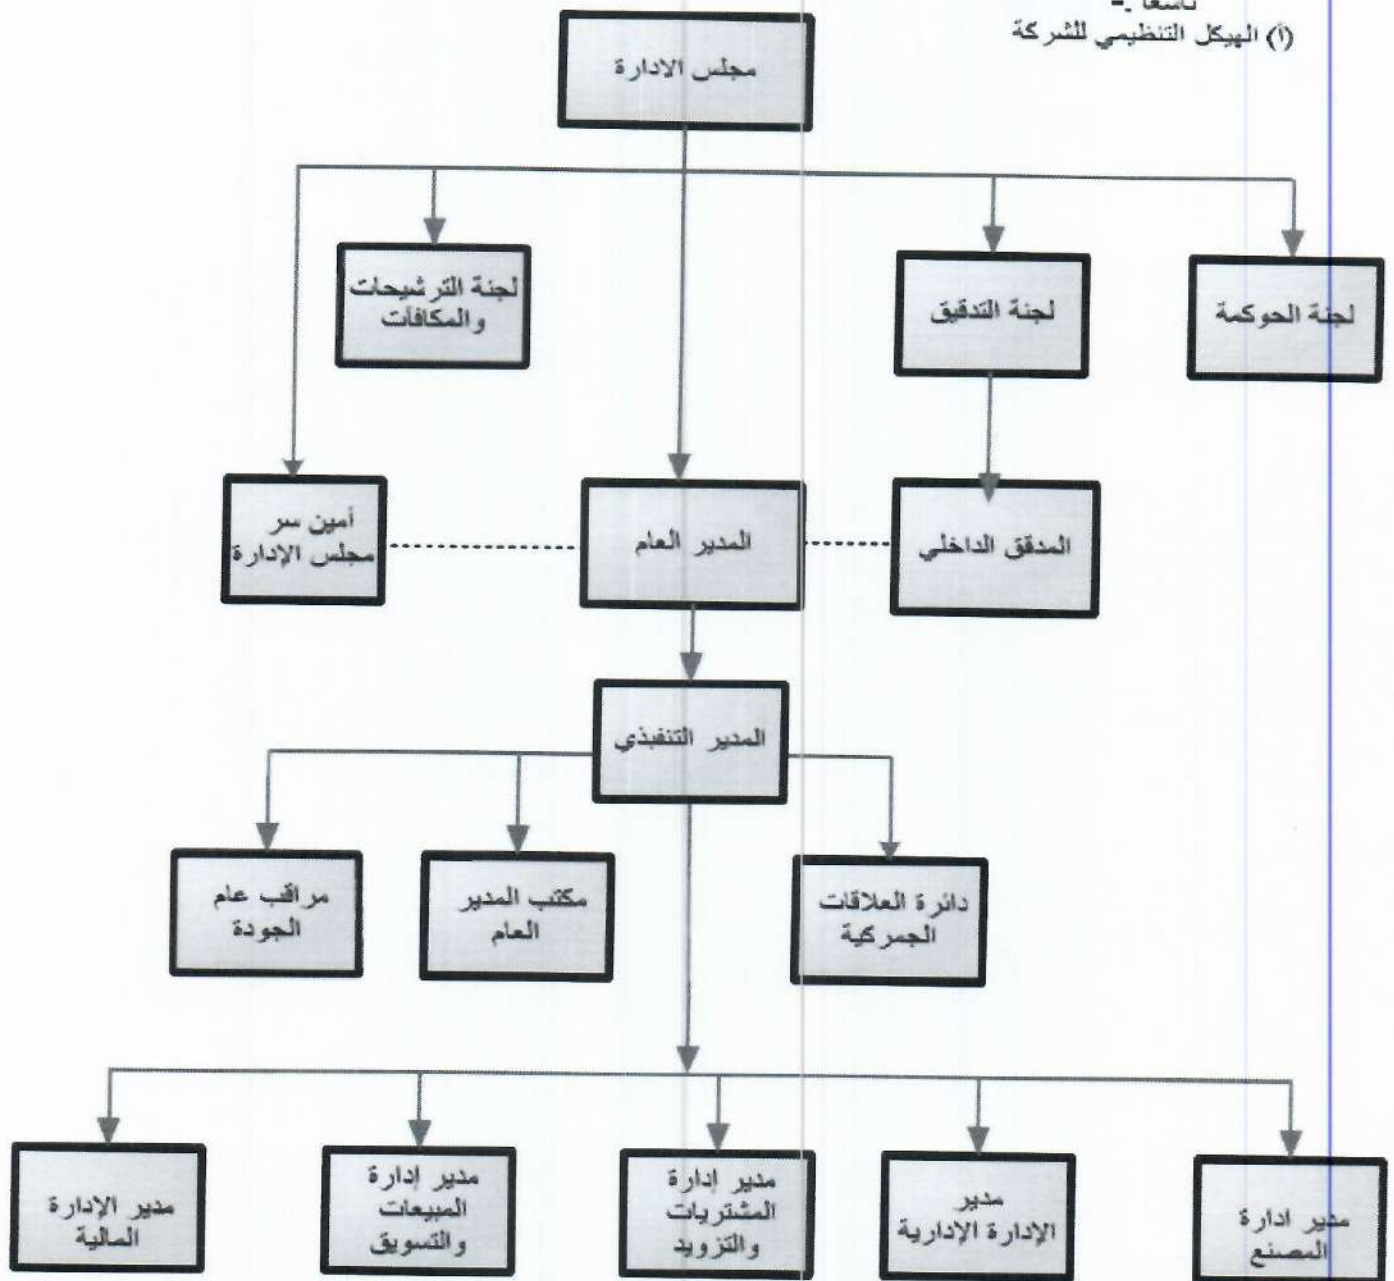 تاسعا :-
(أ) الهيكل التنظيمي للشركة
مجلس الادارة
لجنة الحوكمة
لجنة التدقيق
لجنة الترشيحات
والمكافآت
المدقق الداخلي
المدير العام
أمين سر
مجلس الإدارة
المدير التنفيذي
دائرة العلاقات
الجمركية
مكتب المدير
العام
مراقب عام
الجودة
مدير ادارة
المصنع
مدير
الإدارة الإدارية
مدير إدارة
المشتريات
والتزويد
مدير إدارة
المبيعات
والتسويق
مدير الإدارة
المالية